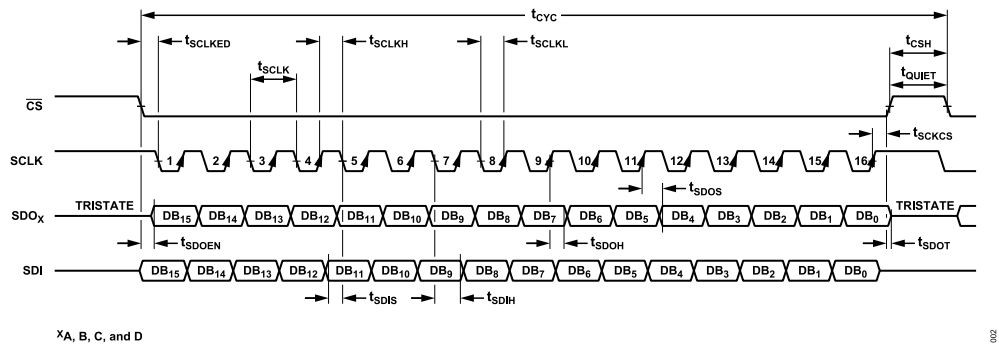 tCYC
tSCLKED tSCLKH tSCLKL tCSH
tSCLK tQUIET
CS
tSCKCS
SCLK 1 2 3 4 5 6 7 8 9 10 11 12 13 14 15 16
tSDOS
TRISTATE TRISTATE
SDOX DB15 DB14 DB13 DB12 DB11 DB10 DB9 DB8 DB7 DB6 DB5 DB4 DB3 DB2 DB1 DB0
tSDOEN tSDOH tSDOT
SDI DB15 DB14 DB13 DB12 DB11 DB10 DB9 DB8 DB7 DB6 DB5 DB4 DB3 DB2 DB1 DB0
tSDIS tSDIH
XA, B, C, and D
002